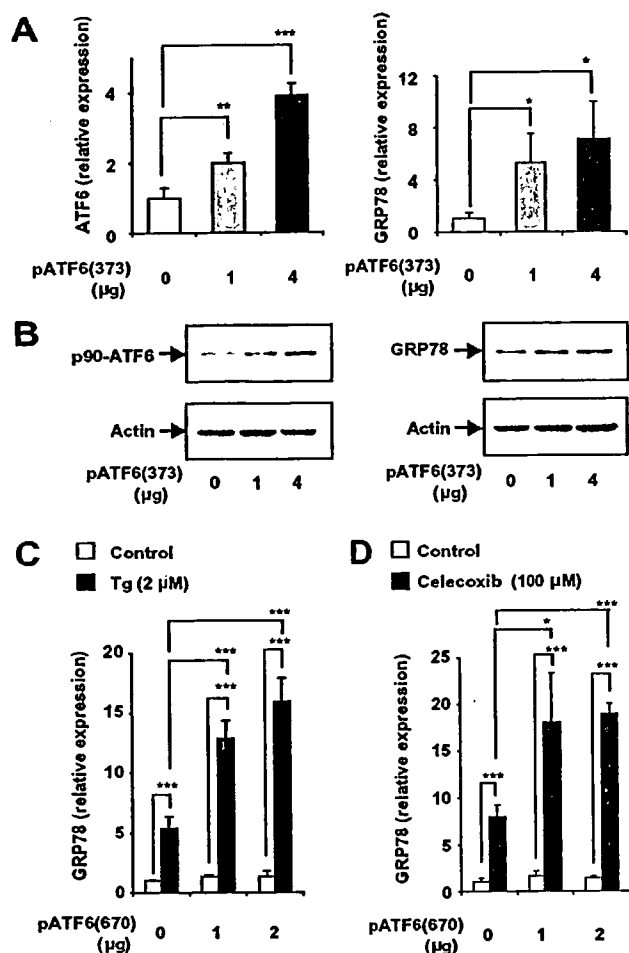 A
ATF6 (relative expression)
4
2
0
**
***
pATF6(373)
(µg)
0 1 4
GRP78 (relative expression)
12
8
4
0
*
*
pATF6(373)
(µg)
0 1 4
B
p90-ATF6
Actin
pATF6(373)
(µg)
0 1 4
GRP78
Actin
pATF6(373)
(µg)
0 1 4
C
Control
Tg (2 µM)
GRP78 (relative expression)
20
15
10
5
0
***
***
***
***
***
pATF6(670)
(µg)
0 1 2
D
Control
Celecoxib (100 µM)
GRP78 (relative expression)
25
20
15
10
5
0
***
*
***
***
***
pATF6(670)
(µg)
0 1 2